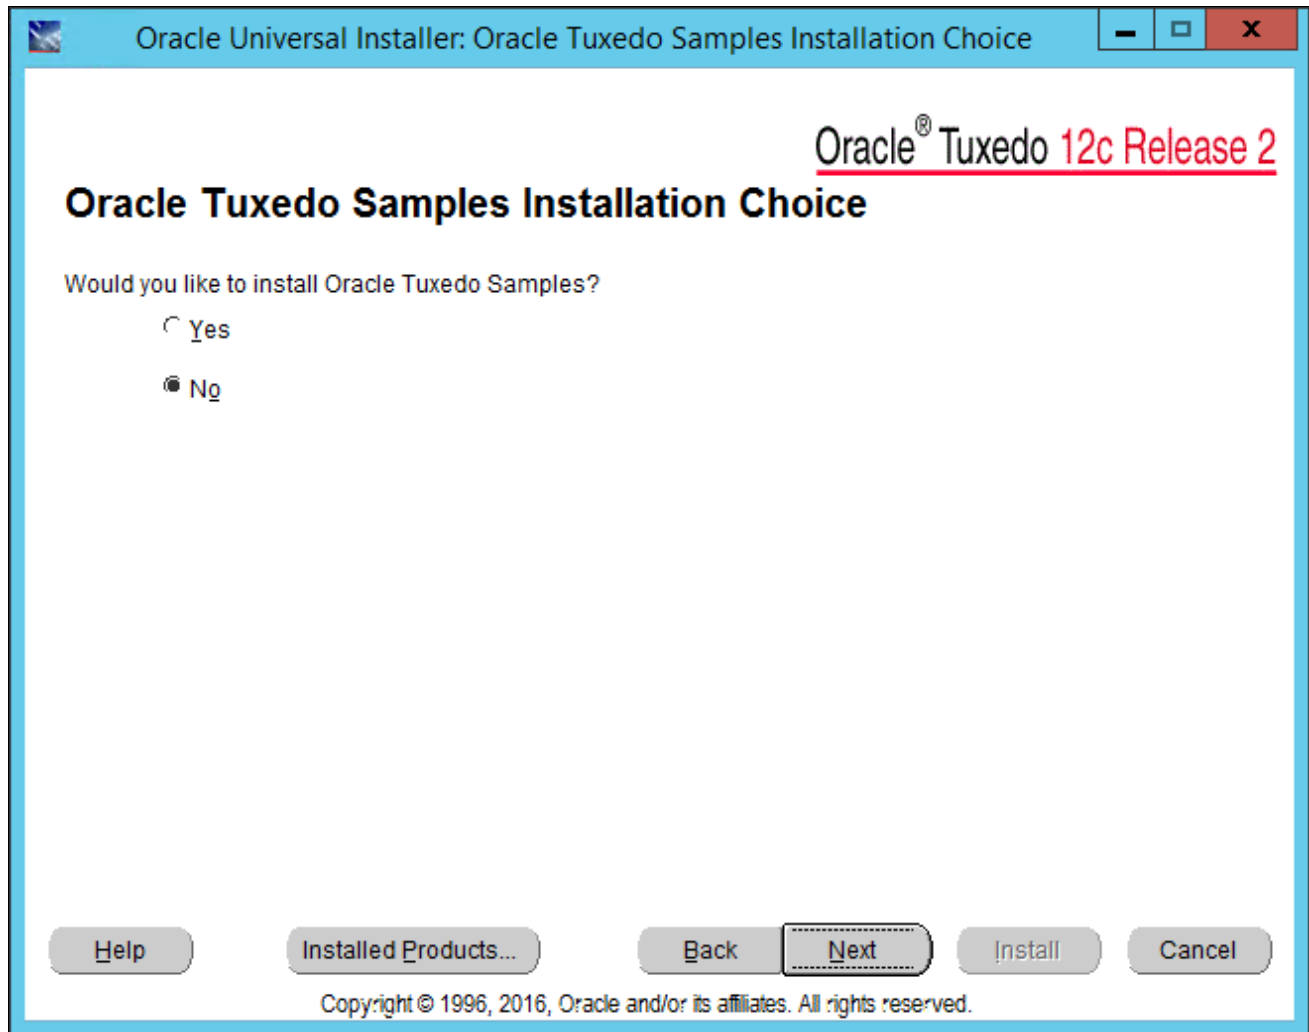 Oracle Universal Installer: Oracle Tuxedo Samples Installation Choice
Oracle® Tuxedo 12c Release 2
Oracle Tuxedo Samples Installation Choice
Would you like to install Oracle Tuxedo Samples?
Yes
No
Help Installed Products... Back Next Install Cancel
Copyright © 1996, 2016, Oracle and/or its affiliates. All rights reserved.